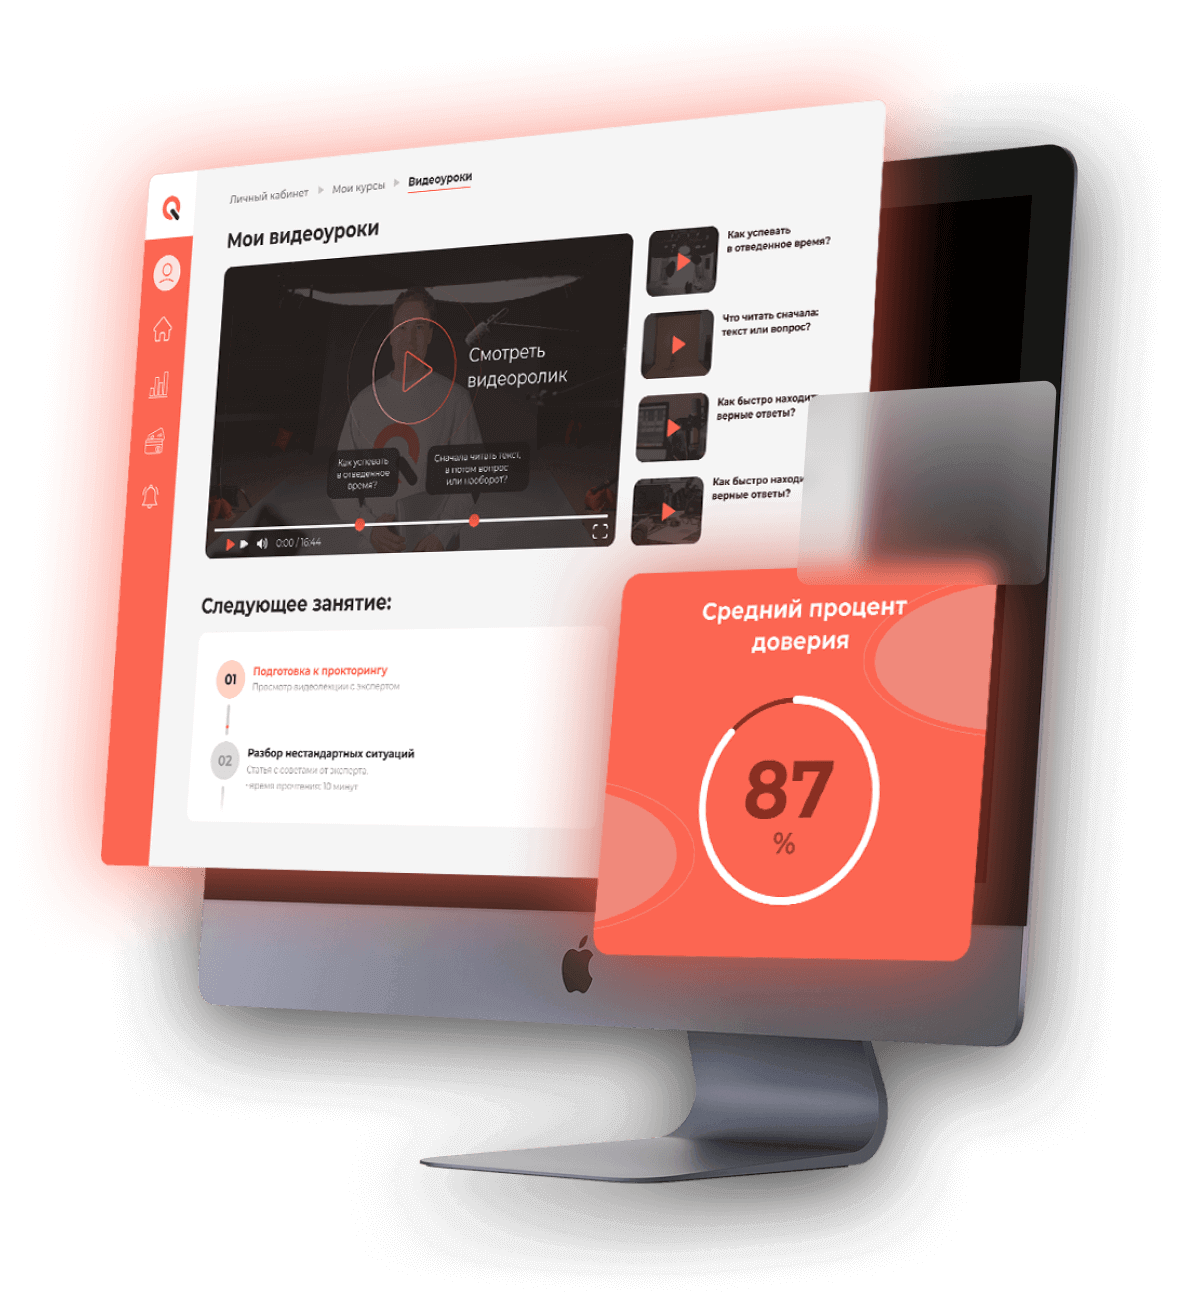 Личный кабинет Мои курсы Видеоуроки
Мои видеоуроки
Смотреть
видеоролик
Как успевать
в отведенное
время?
Сначала читать текст,
а потом вопрос
или наоборот?
0:00 / 16:44
Как успевать
в отведенное время?
Что читать сначала:
текст или вопрос?
Как быстро находит
верные ответы?
Как быстро находи
верные ответы?
Следующее занятие:
01
Подготовка к прокторингу
Просмотр видеолекции с экспертом
02
Разбор нестандартных ситуаций
Статья с советами от эксперта.
•время прочтения: 10 минут
Средний процент
доверия
87
%